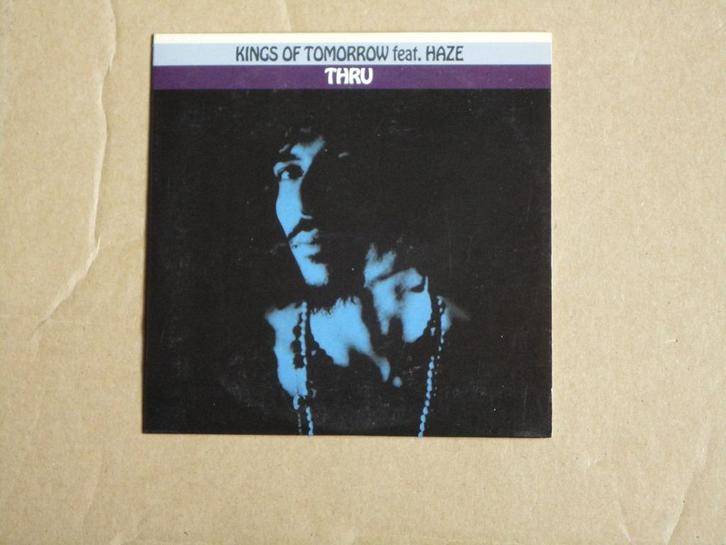 KINGS OF TOMORROW feat. HAZE
THRU